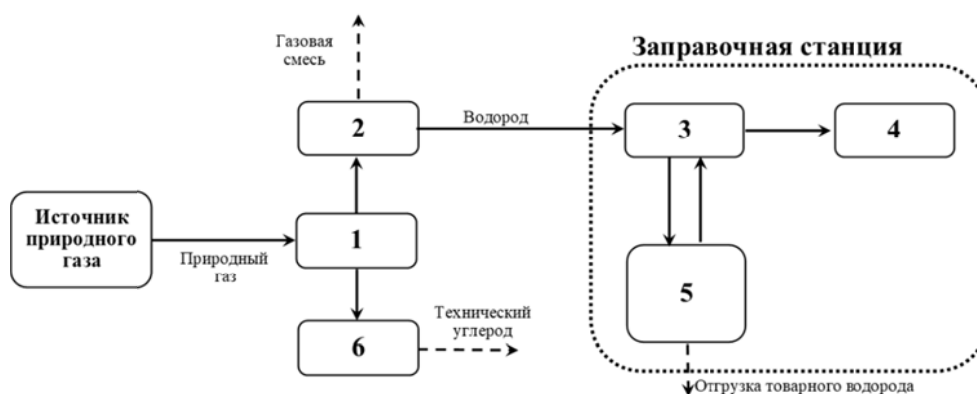 Газовая
смесь
Заправочная станция
2
Водород
3
4
Источник
природного
газа
Природный
газ
1
5
Технический
углерод
6
Отгрузка товарного водорода